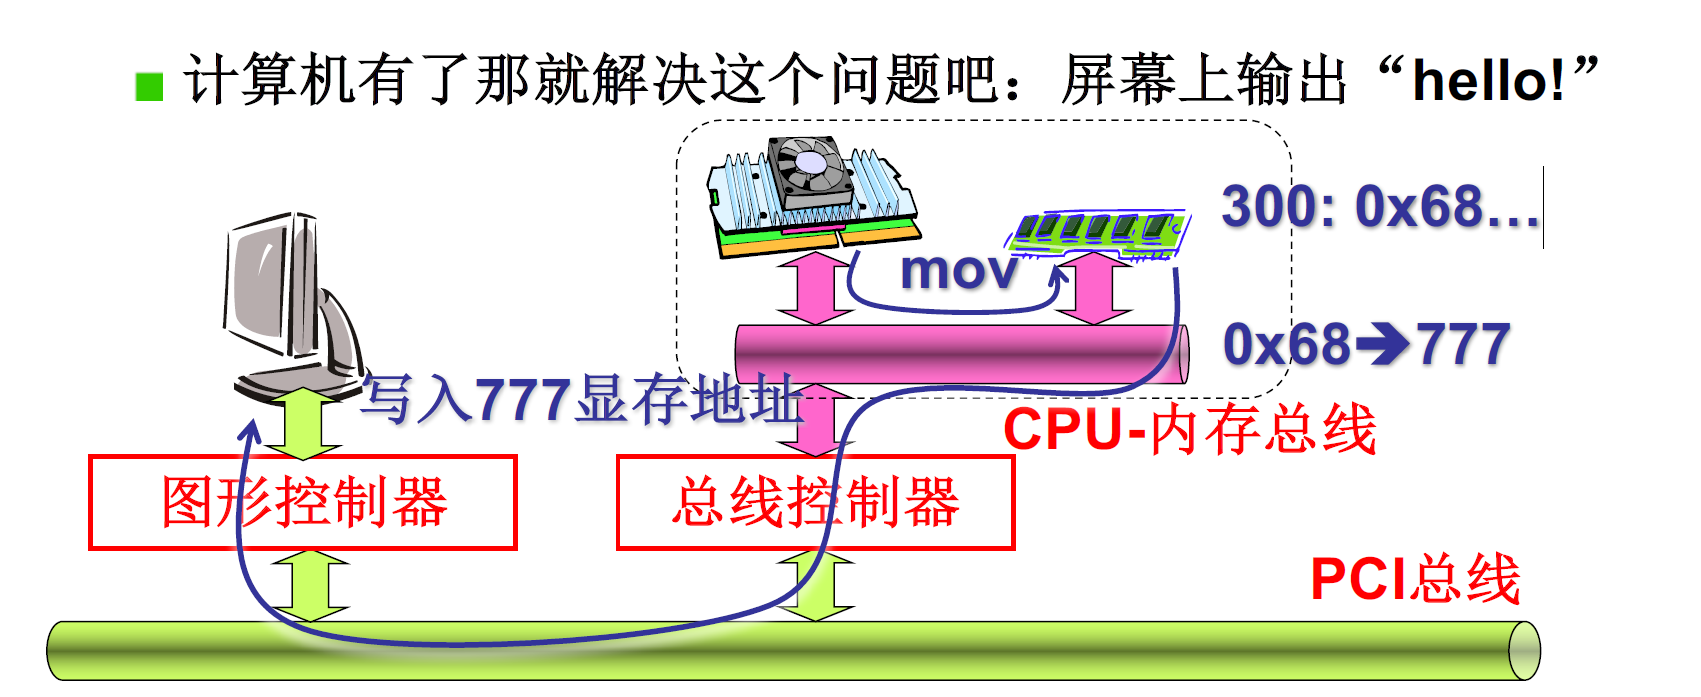 计算机有了那就解决这个问题吧：屏幕上输出“hello!”
300: 0x68…
mov
0x68➔777
写入777显存地址
CPU-内存总线
图形控制器
总线控制器
PCI总线